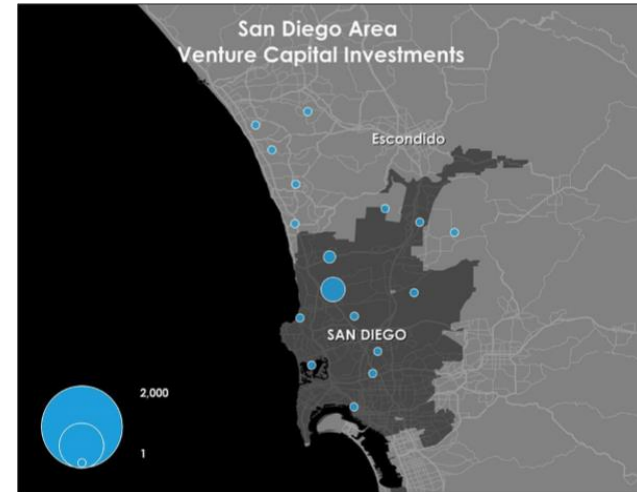 San Diego Area
Venture Capital Investments
Escondido
SAN DIEGO
2,000
1